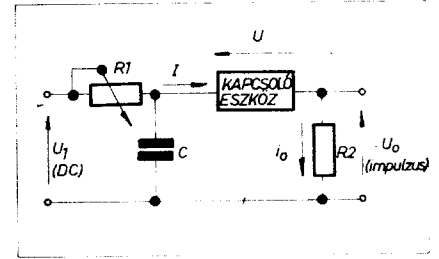 U
R1
I
KAPCSOLÓ
ESZKÖZ
U1
(DC)
C
io
R2
Uo
(impulzus)